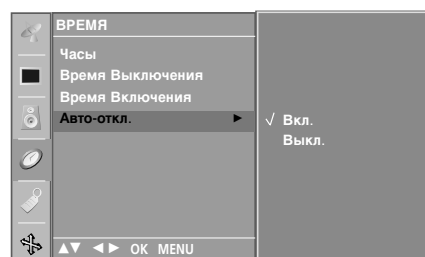 ВРЕМЯ
Часы
Время Выключения
Время Включения
Авто-откл. ►
√ Вкл.
Выкл.
▲▼ ◄► OK MENU